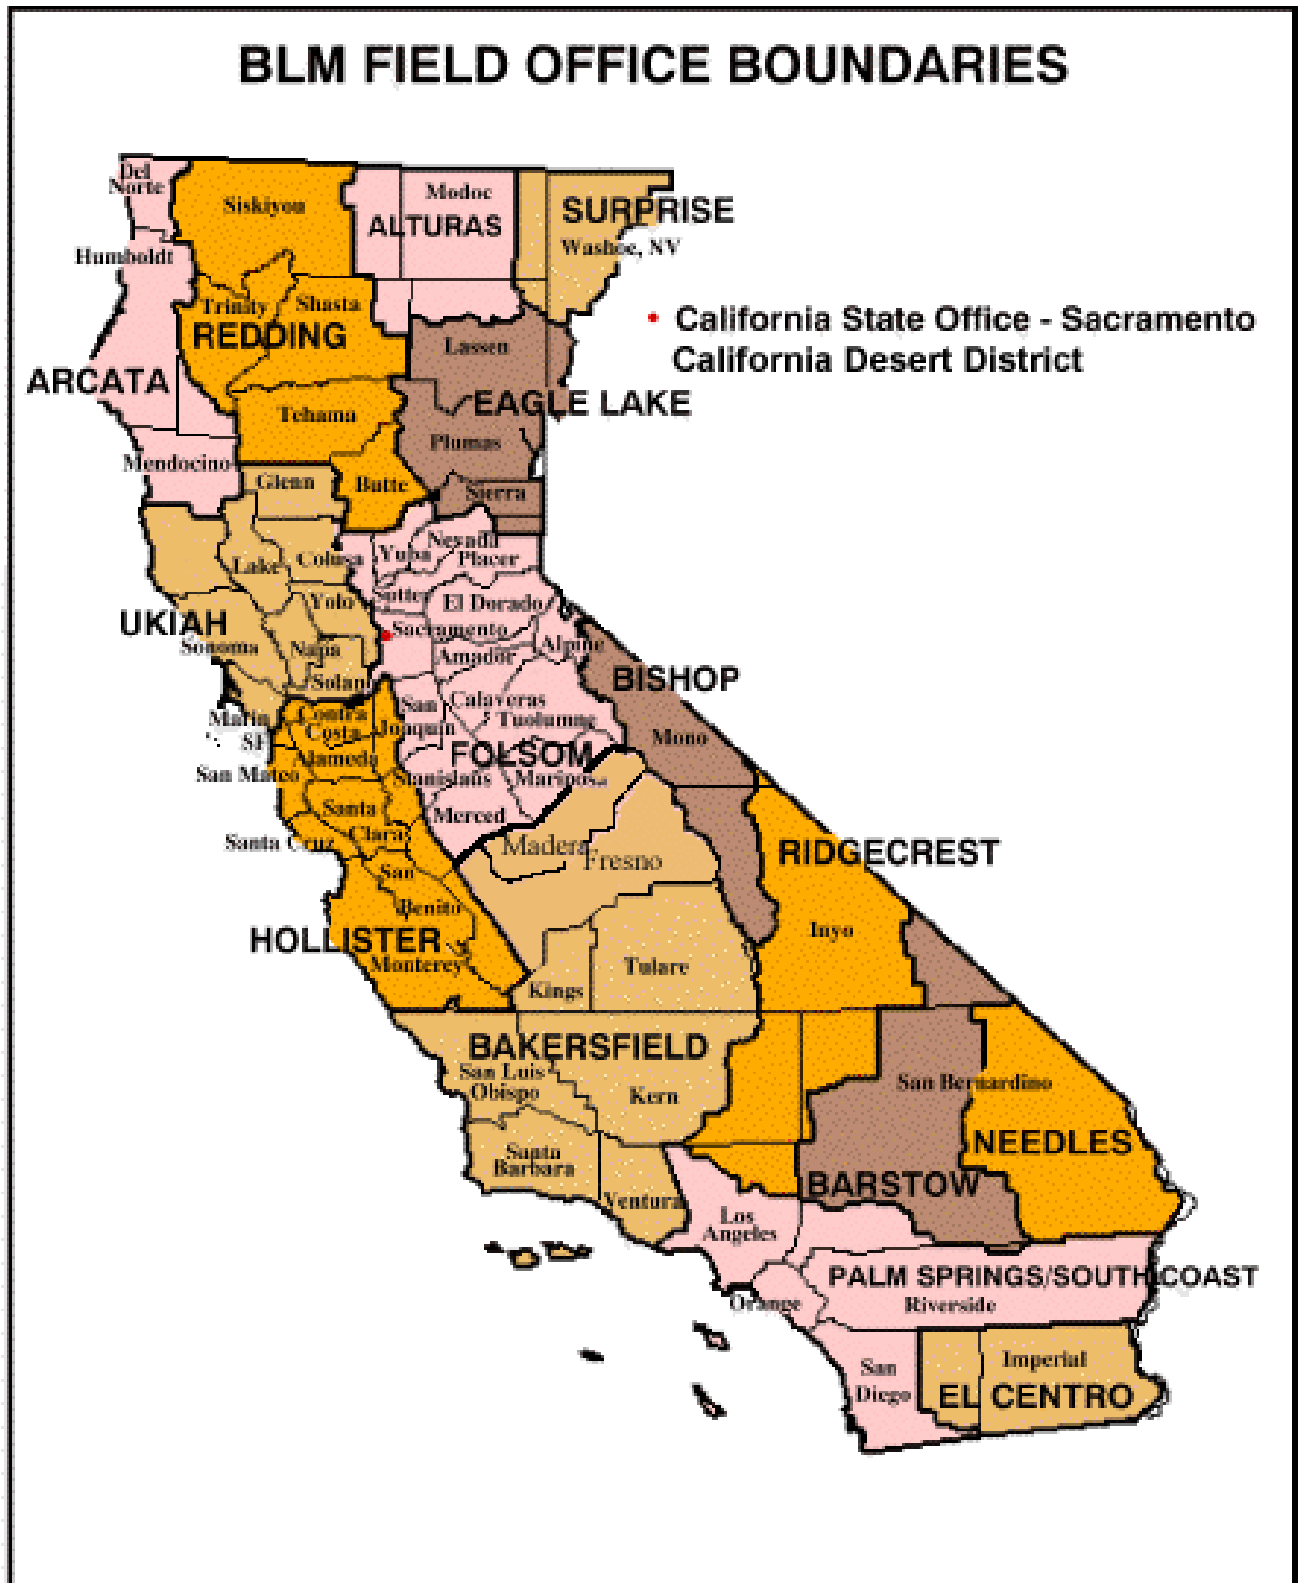 BLM FIELD OFFICE BOUNDARIES
Del
Norte
Siskiyou
Modoc
ALTURAS
SURPRISE
Washoe, NV
Humboldt
Trinity
Shasta
REDDING
• California State Office - Sacramento
California Desert District
Lassen
ARCATA
EAGLE LAKE
Tehama
Plumas
Mendocino
Glenn
Butte
Sierra
Lake
Colusa
Yuba
Nevada
Placer
Yolo
Sutter
El Dorado
UKIAH
Sonoma
Napa
Sacramento
Amador
Alpine
Solano
BISHOP
Marin
SF
Contra
Costa
San
Joaquin
Calaveras
Tuolumne
Mono
Alameda
FOLSOM
San Mateo
Stanislaus
Mariposa
Santa
Clara
Merced
Santa Cruz
Madera
Fresno
RIDGECREST
San
Benito
HOLLISTER
Monterey
Inyo
Tulare
Kings
BAKERSFIELD
San Luis
Obispo
Kern
San Bernardino
NEEDLES
Santa
Barbara
Ventura
BARSTOW
Los
Angeles
PALM SPRINGS/SOUTH COAST
Orange
Riverside
San
Diego
Imperial
EL CENTRO